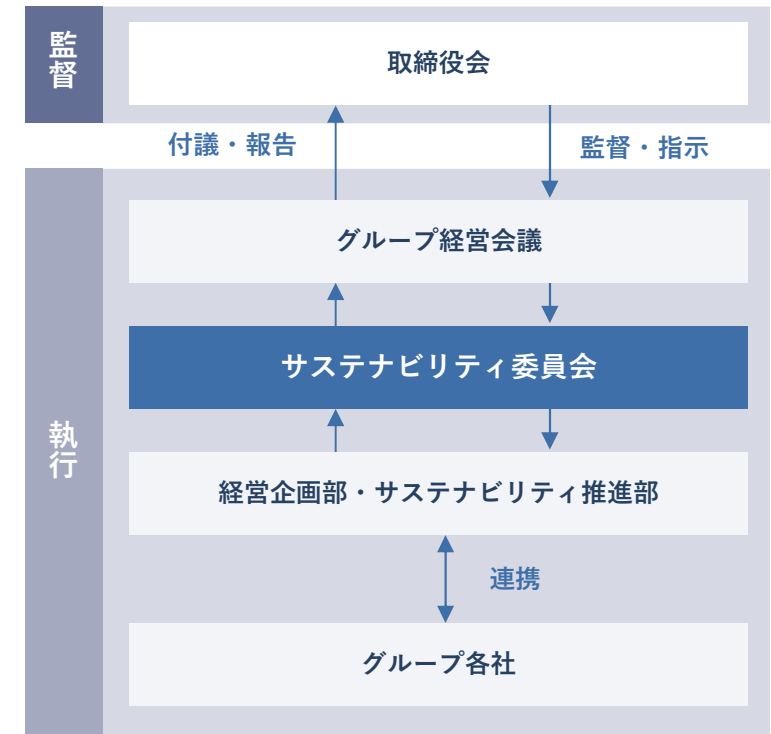 監督
取締役会
付議・報告
監督・指示
グループ経営会議
サステナビリティ委員会
執行
経営企画部・サステナビリティ推進部
連携
グループ各社